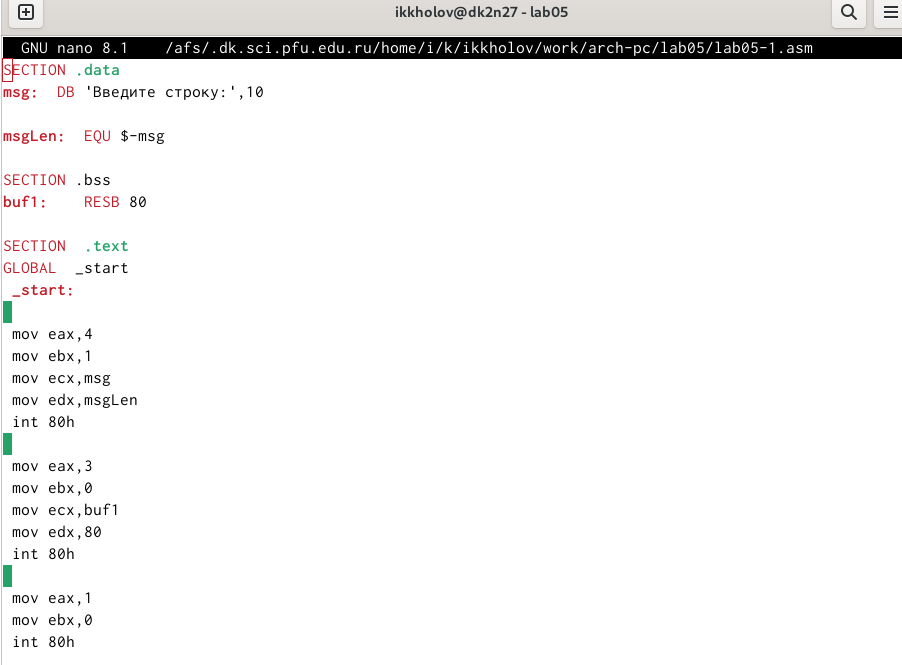 ikkholov@dk2n27 - lab05
GNU nano 8.1    /afs/.dk.sci.pfu.edu.ru/home/i/k/ikkholov/work/arch-pc/lab05/lab05-1.asm
SECTION .data
msg:  DB 'Введите строку:',10
msgLen:  EQU $-msg
SECTION .bss
buf1:    RESB 80
SECTION  .text
GLOBAL  _start
_start:
mov eax,4
mov ebx,1
mov ecx,msg
mov edx,msgLen
int 80h
mov eax,3
mov ebx,0
mov ecx,buf1
mov edx,80
int 80h
mov eax,1
mov ebx,0
int 80h